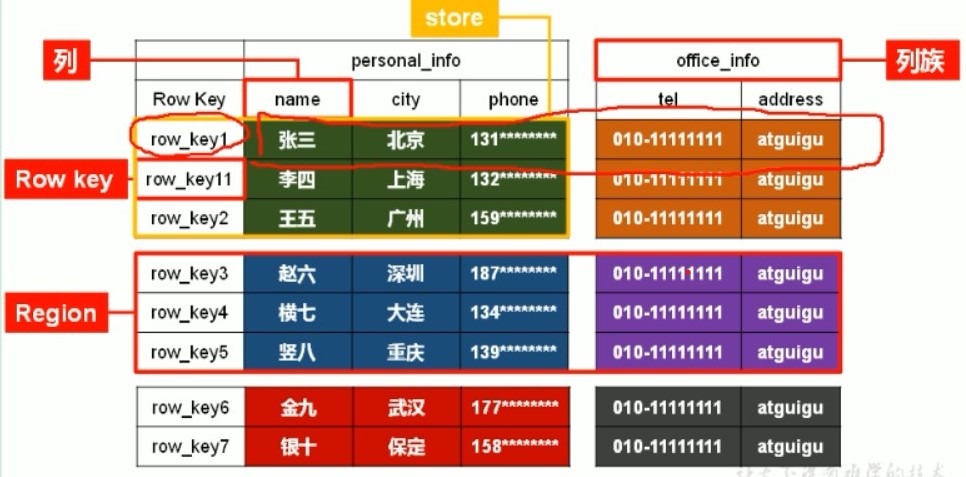 store
列 personal_info office_info 列族
Row Key name city phone tel address
row_key1 张三 北京 131******** 010-11111111 atguigu
Row key row_key11 李四 上海 132******** 010-11111111 atguigu
row_key2 王五 广州 159******** 010-11111111 atguigu
row_key3 赵六 深圳 187******** 010-11111111 atguigu
Region row_key4 横七 大连 134******** 010-11111111 atguigu
row_key5 竖八 重庆 139******** 010-11111111 atguigu
row_key6 金九 武汉 177******** 010-11111111 atguigu
row_key7 银十 保定 158******** 010-11111111 atguigu